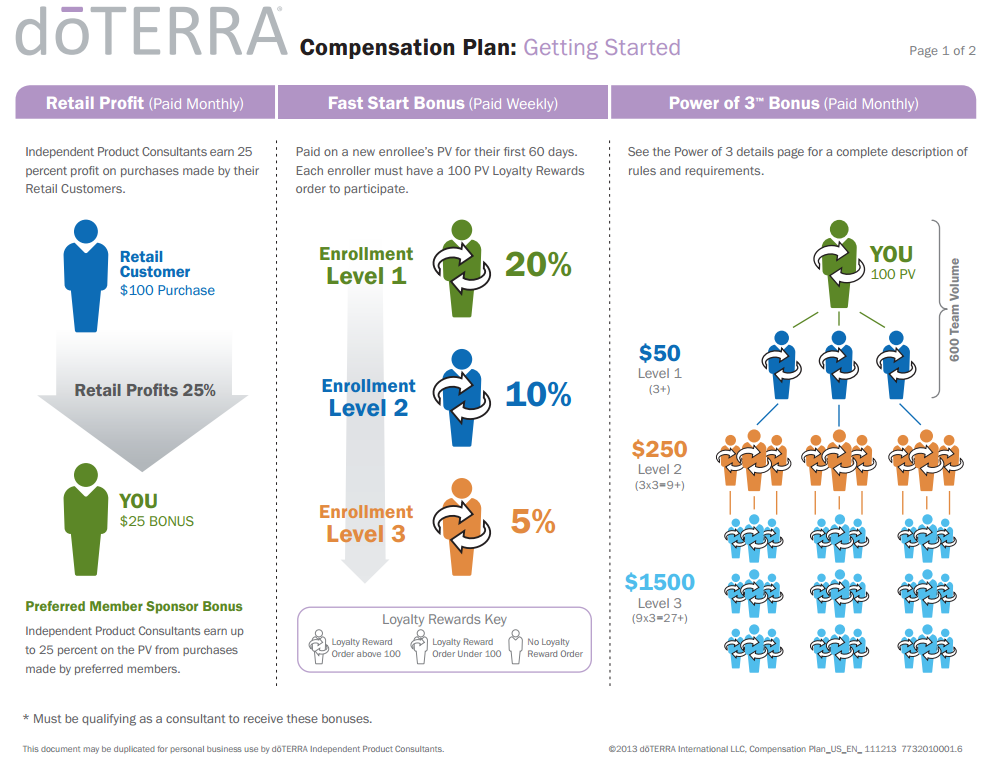 dōTERRA®
Compensation Plan: Getting Started
Page 1 of 2
Retail Profit (Paid Monthly)
Independent Product Consultants earn 25
percent profit on purchases made by their
Retail Customers.
Retail
Customer
$100 Purchase
Retail Profits 25%
YOU
$25 BONUS
Preferred Member Sponsor Bonus
Independent Product Consultants earn up
to 25 percent on the PV from purchases
made by preferred members.
Fast Start Bonus (Paid Weekly)
Paid on a new enrollee's PV for their first 60 days.
Each enroller must have a 100 PV Loyalty Rewards
order to participate.
Enrollment
Level 1
20%
Enrollment
Level 2
10%
Enrollment
Level 3
5%
Loyalty Rewards Key
Loyalty Reward
Order above 100
Loyalty Reward
Order Under 100
No Loyalty
Reward Order
Power of 3™ Bonus (Paid Monthly)
See the Power of 3 details page for a complete description of
rules and requirements.
YOU
100 PV
600 Team Volume
$50
Level 1
(3+)
$250
Level 2
(3x3=9+)
$1500
Level 3
(9x3=27+)
* Must be qualifying as a consultant to receive these bonuses.
This document may be duplicated for personal business use by dōTERRA Independent Product Consultants.
©2013 dōTERRA International LLC, Compensation Plan_US_EN_ 111213 7732010001.6